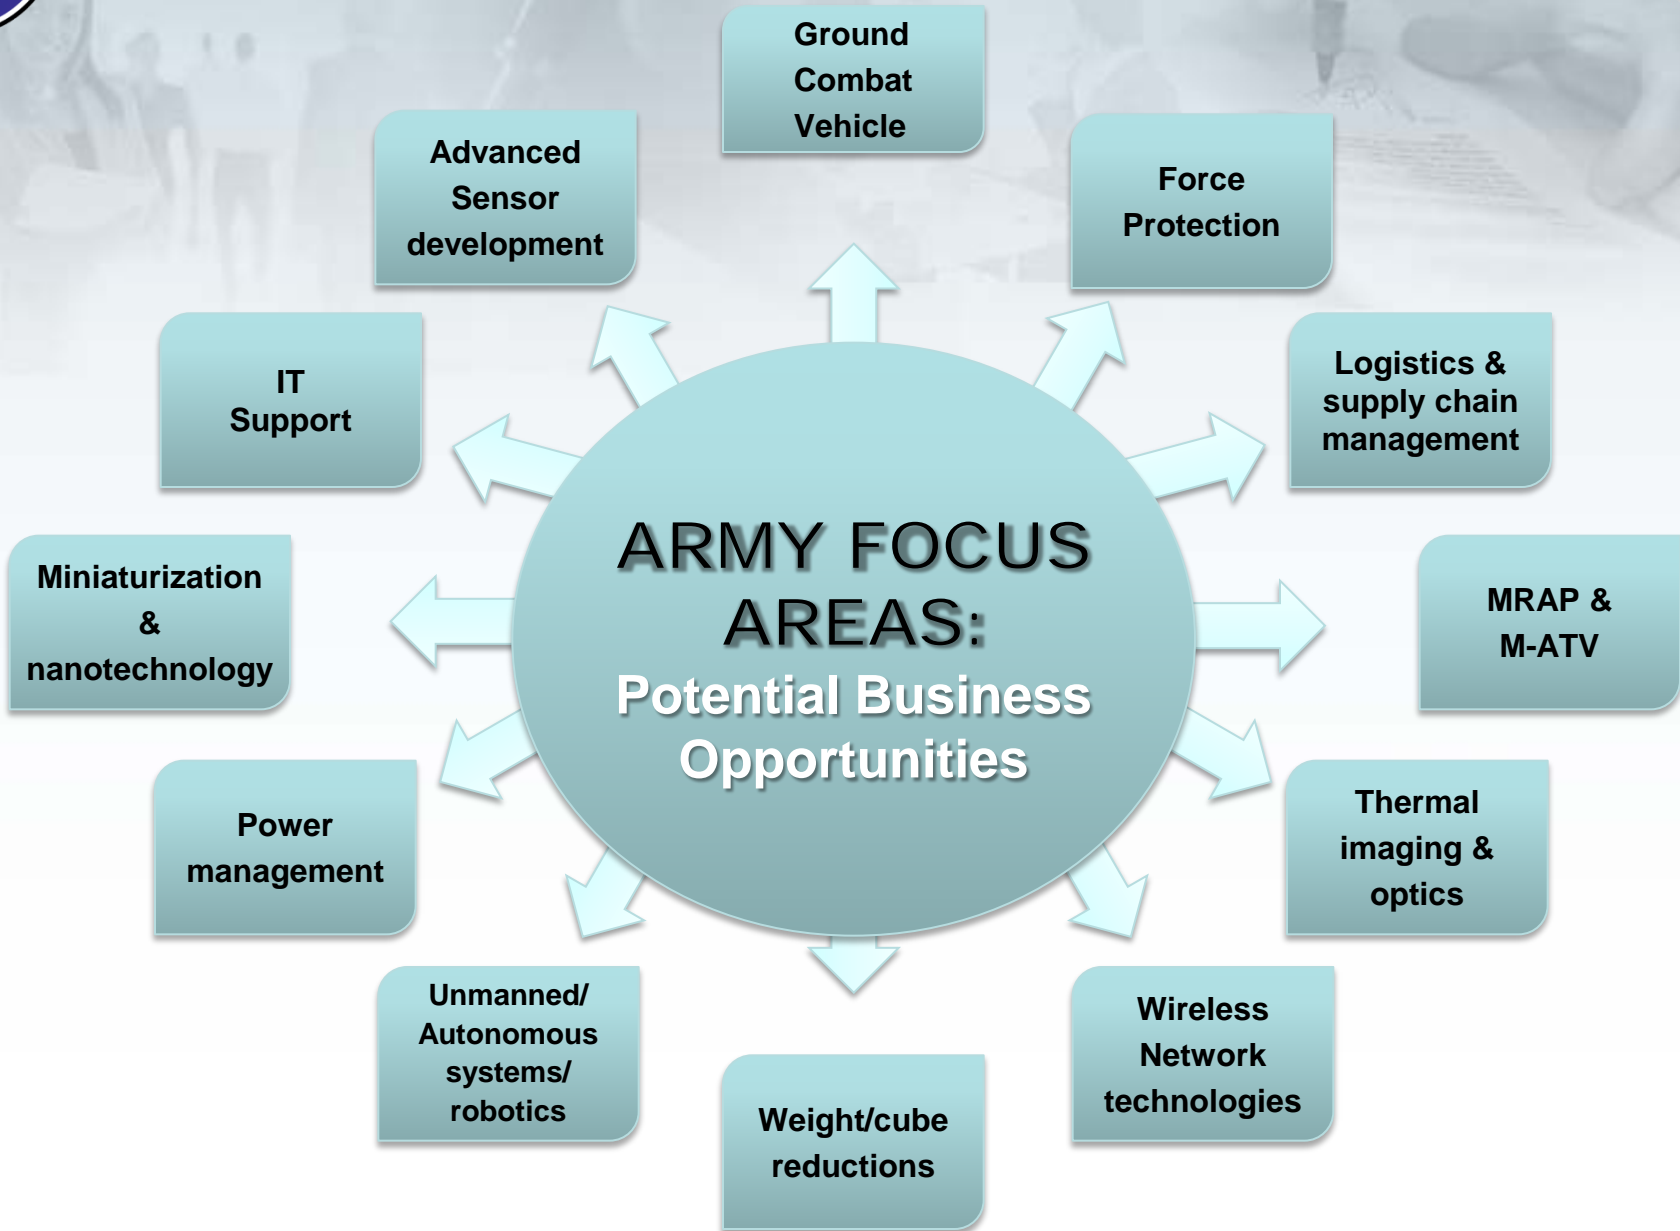 Ground
Combat
Vehicle
Advanced
Sensor
development
Force
Protection
IT
Support
Logistics &
supply chain
management
ARMY FOCUS
AREAS:
Potential Business
Opportunities
Miniaturization
&
nanotechnology
MRAP &
M-ATV
Power
management
Thermal
imaging &
optics
Unmanned/
Autonomous
systems/
robotics
Wireless
Network
technologies
Weight/cube
reductions